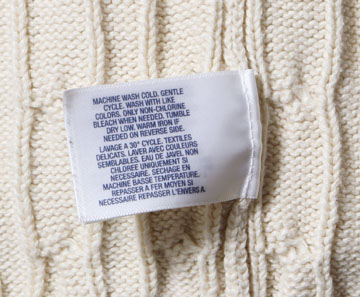 MACHINE WASH COLD. GENTLE
CYCLE. WASH WITH LIKE
COLORS. ONLY NON-CHLORINE
BLEACH WHEN NEEDED. TUMBLE
DRY LOW. WARM IRON IF
NEEDED ON REVERSE SIDE.
LAVAGE A 30° CYCLE. TEXTILES
DELICATS. LAVER AVEC COULEURS
SEMBLABLES. EAU DE JAVEL NON
CHLOREE UNIQUEMENT SI
NECESSAIRE. SÉCHAGE EN
MACHINE BASSE TEMPERATURE.
REPASSER A FER MOYEN SI
NECESSAIRE REPASSER L'ENVERS A